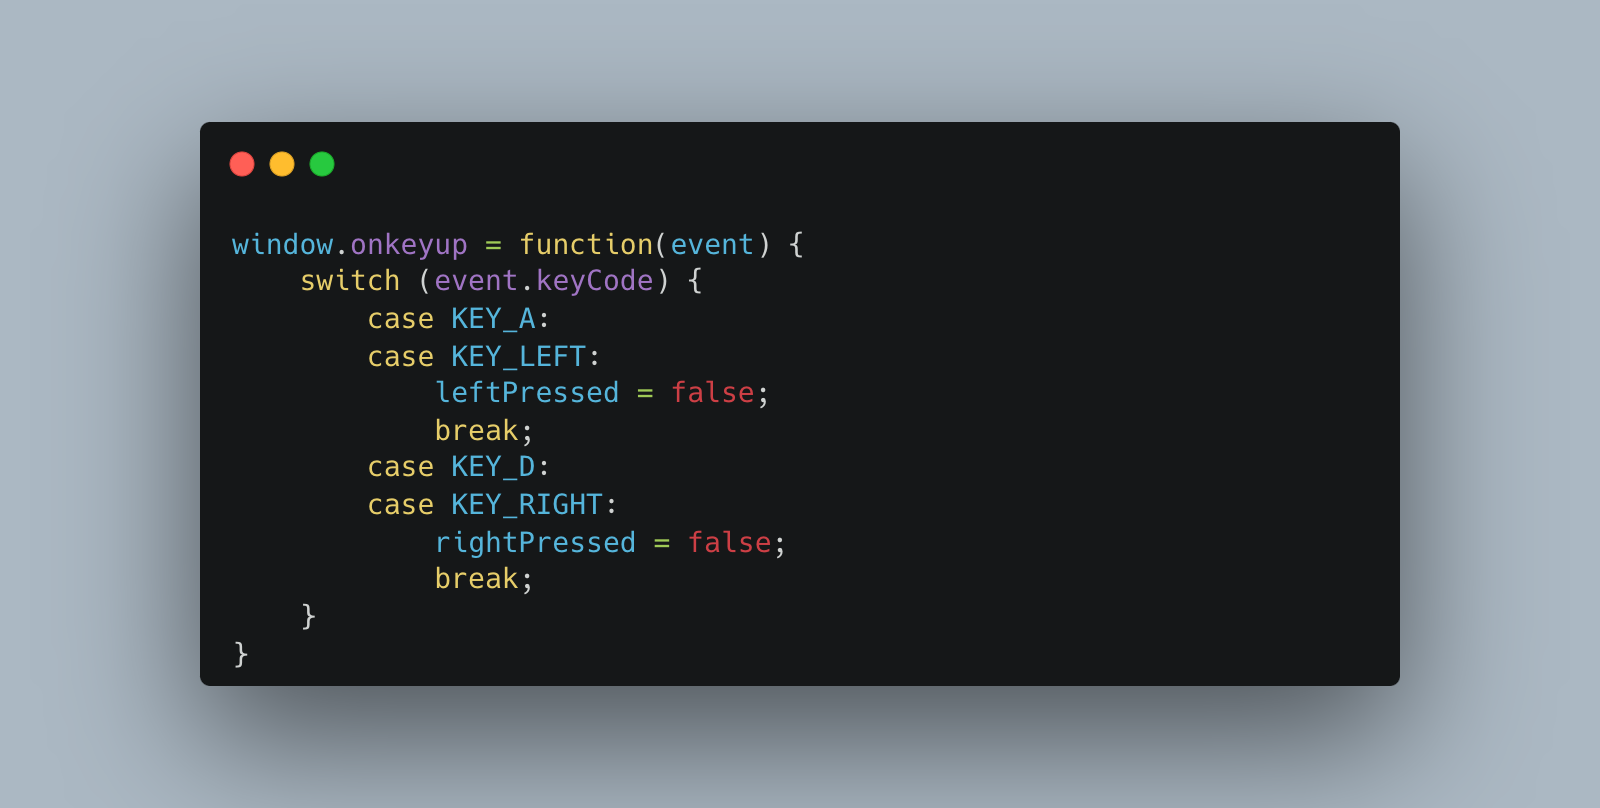 window.onkeyup = function(event) {
    switch (event.keyCode) {
        case KEY_A:
        case KEY_LEFT:
            leftPressed = false;
            break;
        case KEY_D:
        case KEY_RIGHT:
            rightPressed = false;
            break;
    }
}